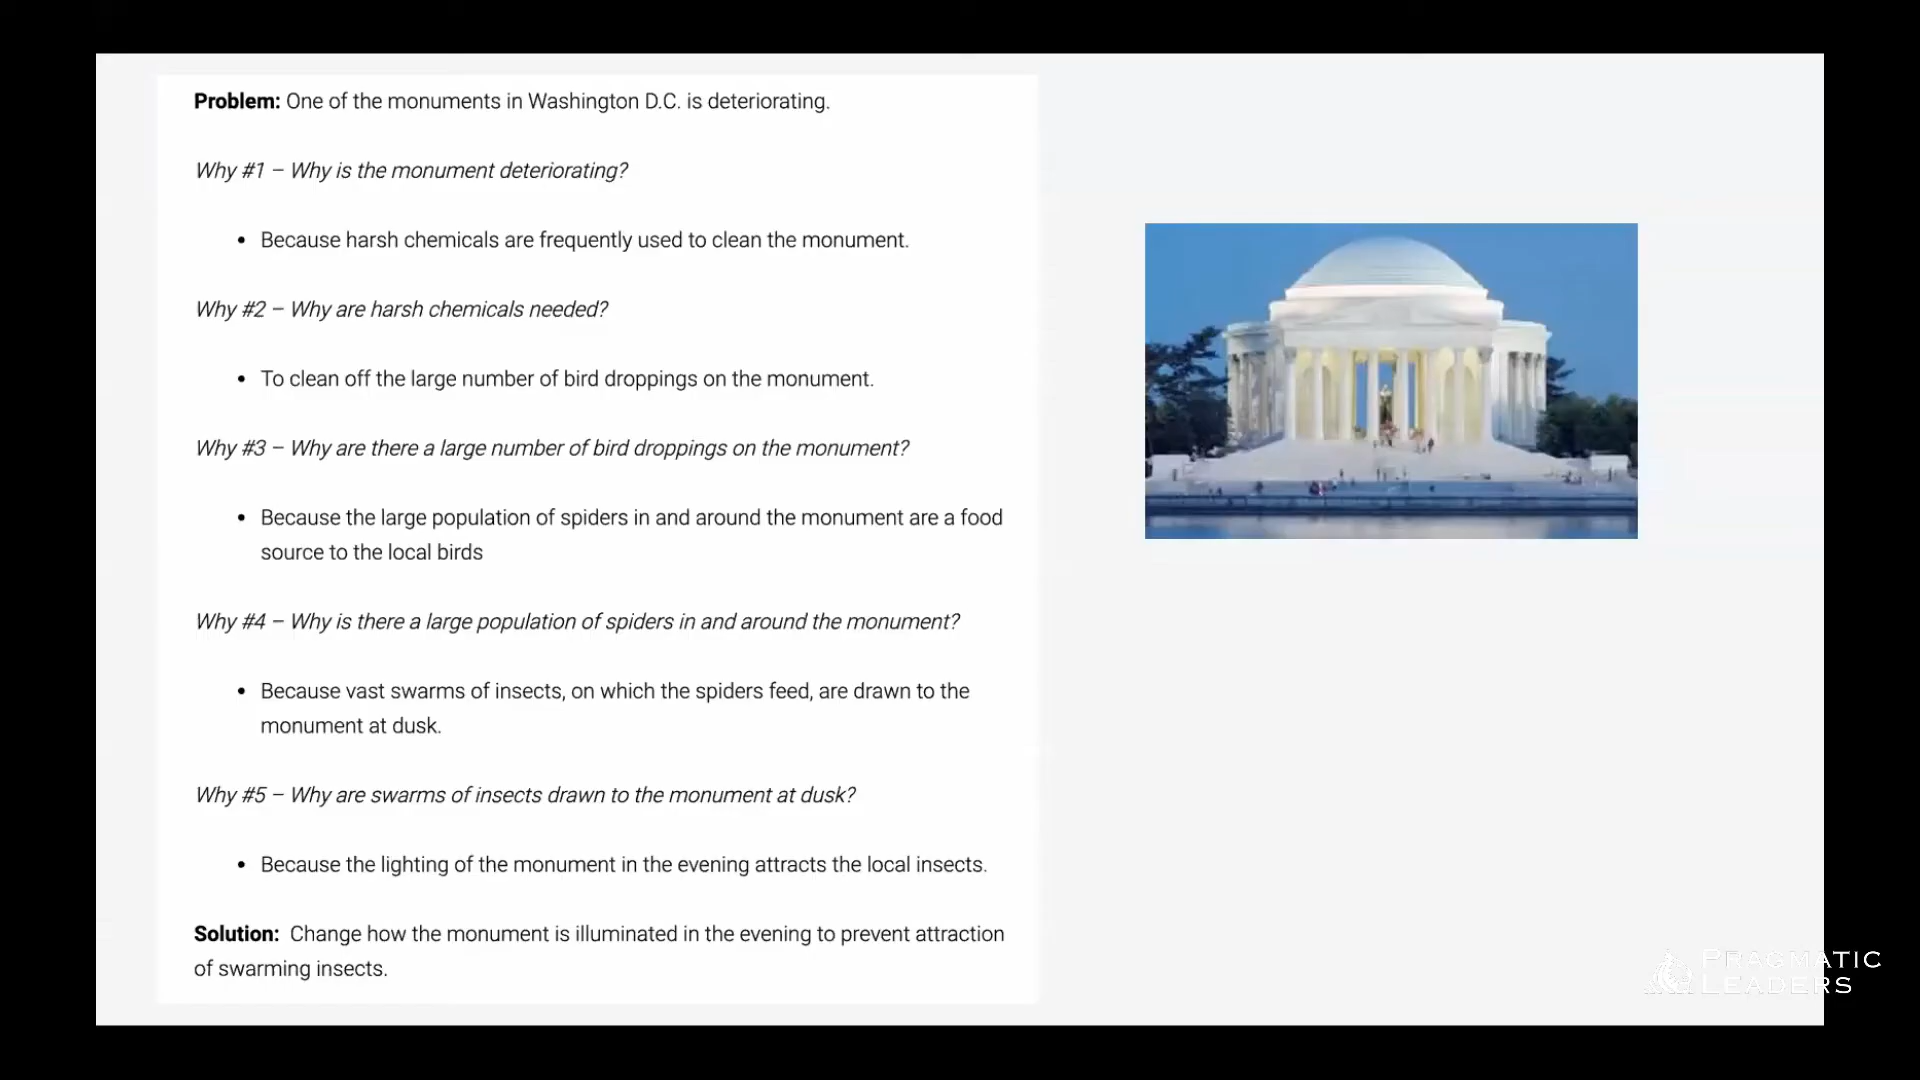 Problem: One of the monuments in Washington D.C. is deteriorating.
Why #1 – Why is the monument deteriorating?
• Because harsh chemicals are frequently used to clean the monument.
Why #2 – Why are harsh chemicals needed?
• To clean off the large number of bird droppings on the monument.
Why #3 – Why are there a large number of bird droppings on the monument?
• Because the large population of spiders in and around the monument are a food
source to the local birds
Why #4 – Why is there a large population of spiders in and around the monument?
• Because vast swarms of insects, on which the spiders feed, are drawn to the
monument at dusk.
Why #5 – Why are swarms of insects drawn to the monument at dusk?
• Because the lighting of the monument in the evening attracts the local insects.
Solution: Change how the monument is illuminated in the evening to prevent attraction
of swarming insects.
PRAGMATIC
LEADERS